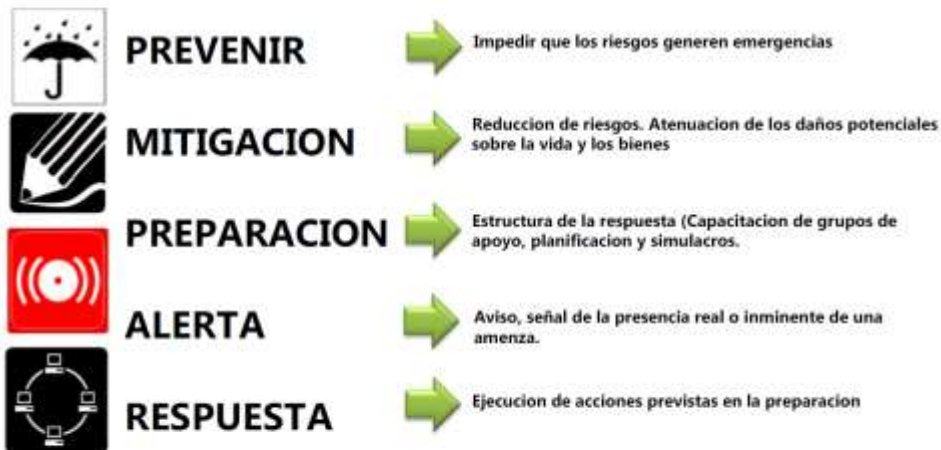 PREVENIR
Impedir que los riesgos generen emergencias
MITIGACION
Reduccion de riesgos. Atenuacion de los daños potenciales
sobre la vida y los bienes
PREPARACION
Estructura de la respuesta (Capacitacion de grupos de
apoyo, planificacion y simulacros.
ALERTA
Aviso, señal de la presencia real o inminente de una
amenza.
RESPUESTA
Ejecucion de acciones previstas en la preparacion